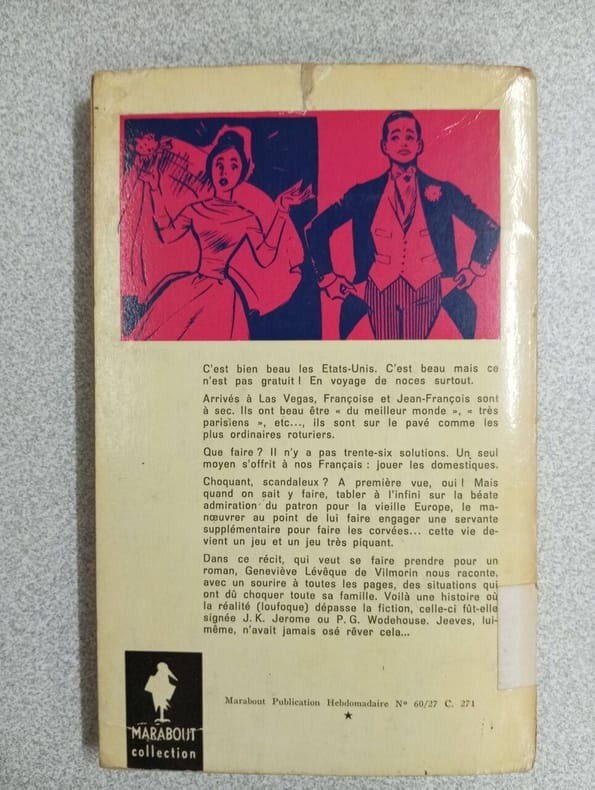 C'est bien beau les Etats-Unis. C'est beau mais ce
n'est pas gratuit ! En voyage de noces surtout.
Arrivés à Las Vegas, Françoise et Jean-François sont
à sec. Ils ont beau être « du meilleur monde », « très
parisiens », etc..., ils sont sur le pavé comme les
plus ordinaires roturiers.
Que faire ? Il n'y a pas trente-six solutions. Un seul
moyen s'offrit à nos Français : jouer les domestiques.
Choquant, scandaleux ? A première vue, oui ! Mais
quand on sait y faire, tabler à l'infini sur la béate
admiration du patron pour la vieille Europe, le ma-
nœuvrer au point de lui faire engager une servante
supplémentaire pour faire les corvées... cette vie de-
vient un jeu et un jeu très piquant.
Dans ce récit, qui veut se faire prendre pour un
roman, Geneviève Lévêque de Vilmorin nous raconte,
avec un sourire à toutes les pages, des situations qui
ont dû choquer toute sa famille. Voilà une histoire où
la réalité (loufoque) dépasse la fiction, celle-ci fût-elle
signée J. K. Jerome ou P. G. Wodehouse. Jeeves, lui-
même, n'avait jamais osé rêver cela...
Marabout Publication Hebdomadaire Nº 60/27 C. 271
★
MARABOUT
collection